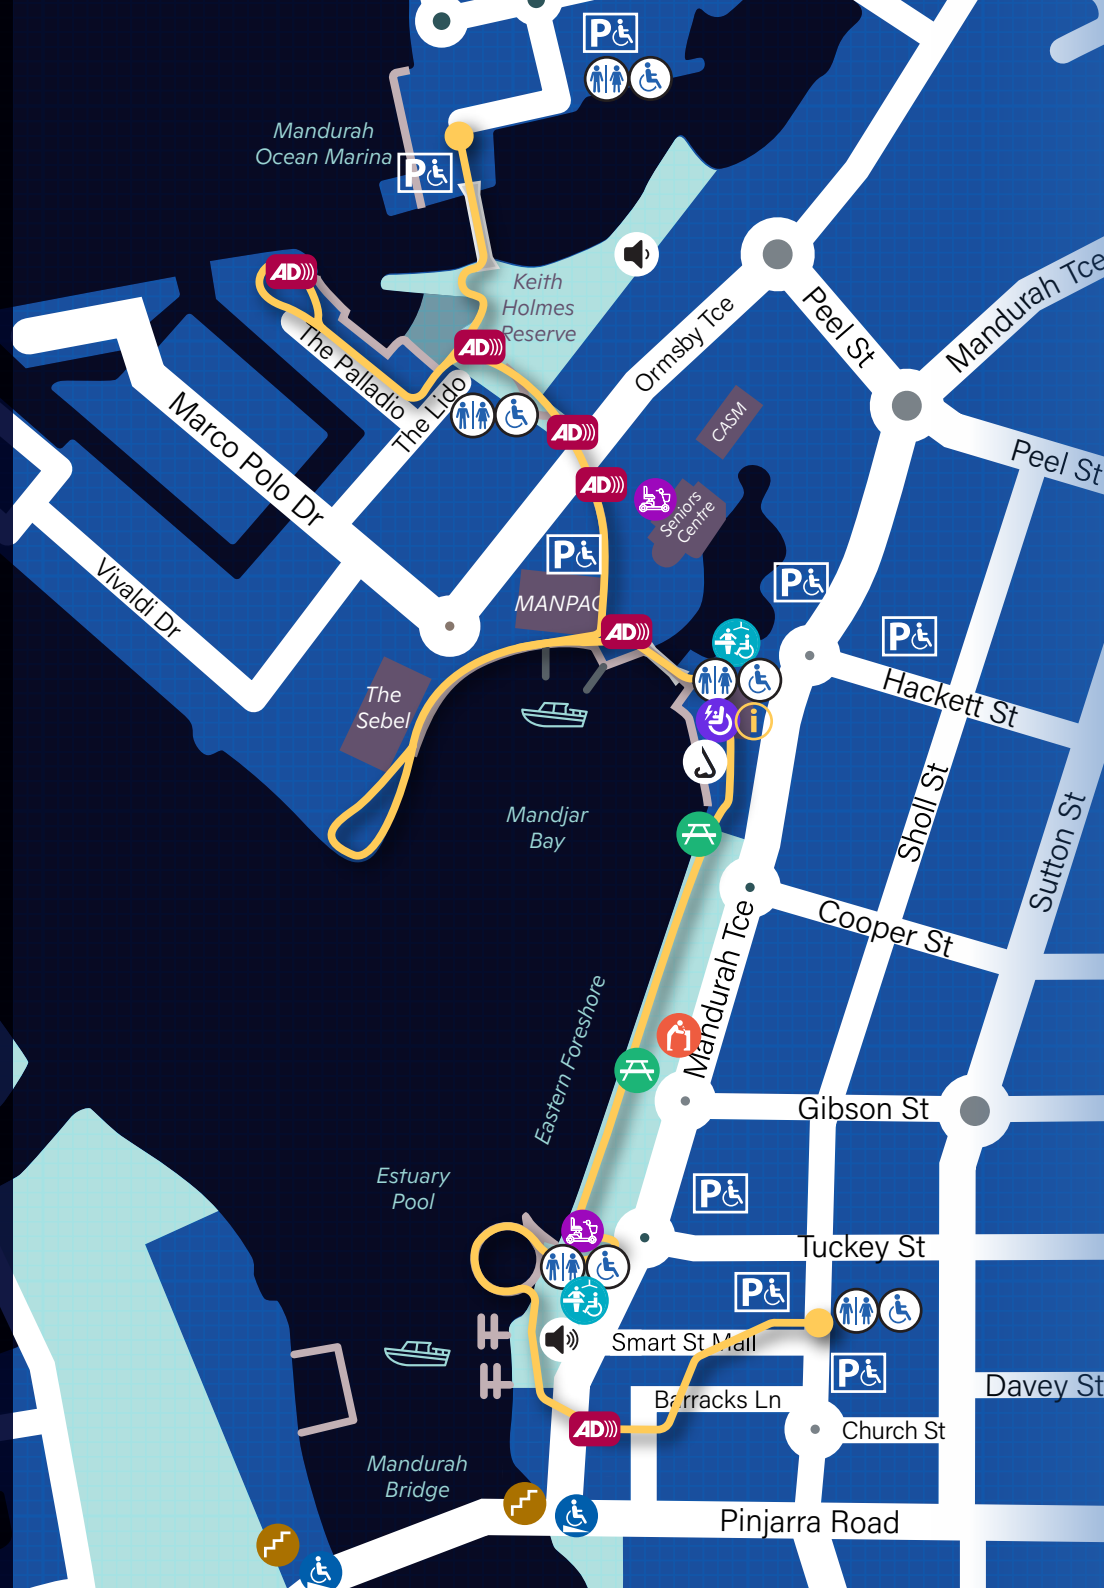 P
Mandurah
Ocean Marina
P
AD
Keith
Holmes
Reserve
AD
Ormsby Tce
Peel St
Mandurah Tce
The Palladio
The Lido
Marco Polo Dr
AD
CASM
Peel St
AD
Seniors
Centre
Vivaldi Dr
P
MANPAC
AD
P
P
Hackett St
The
Sebel
i
Mandjar
Bay
Sholl St
Sutton St
Cooper St
Mandurah Tce
Eastern Foreshore
Gibson St
Estuary
Pool
P
Tuckey St
P
Smart St Mall
P
Davey St
Barracks Ln
AD
Church St
Mandurah
Bridge
Pinjarra Road